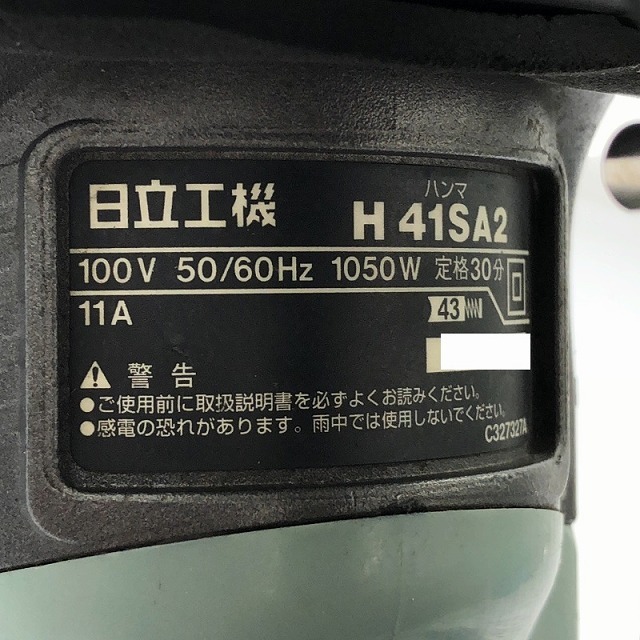 日立工機
ハンマ
H 41SA2
100V 50/60Hz 1050W 定格30分
11A
43
警告
●ご使用前に取扱説明書を必ずよくお読みください。
●感電の恐れがあります。雨中では使用しないでください。
C327327A